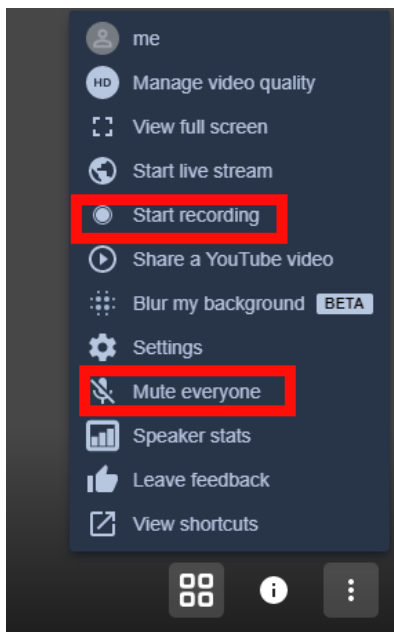 me
HD Manage video quality
View full screen
Start live stream
Start recording
Share a YouTube video
Blur my background BETA
Settings
Mute everyone
Speaker stats
Leave feedback
View shortcuts